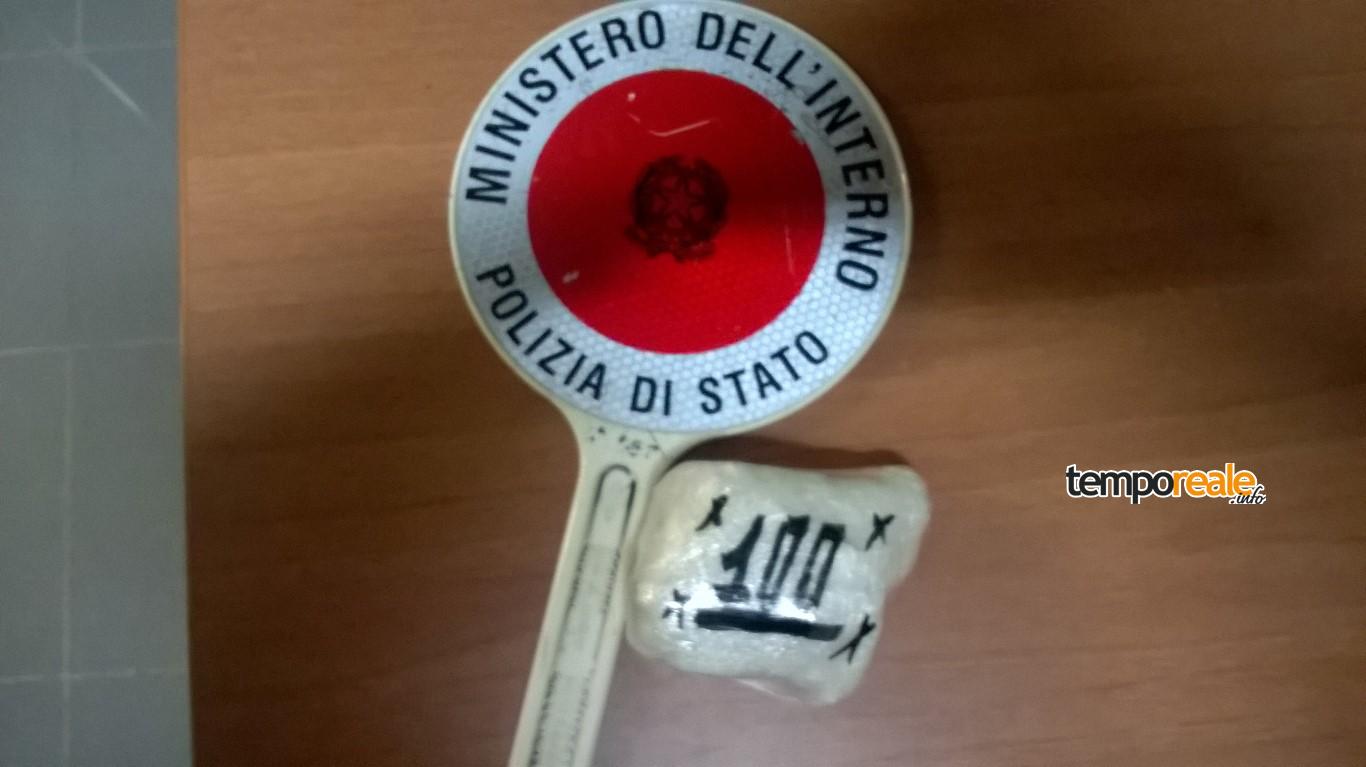 MINISTERO DELL'INTERNO
POLIZIA DI STATO
x 100 x
x x
temporeale.info